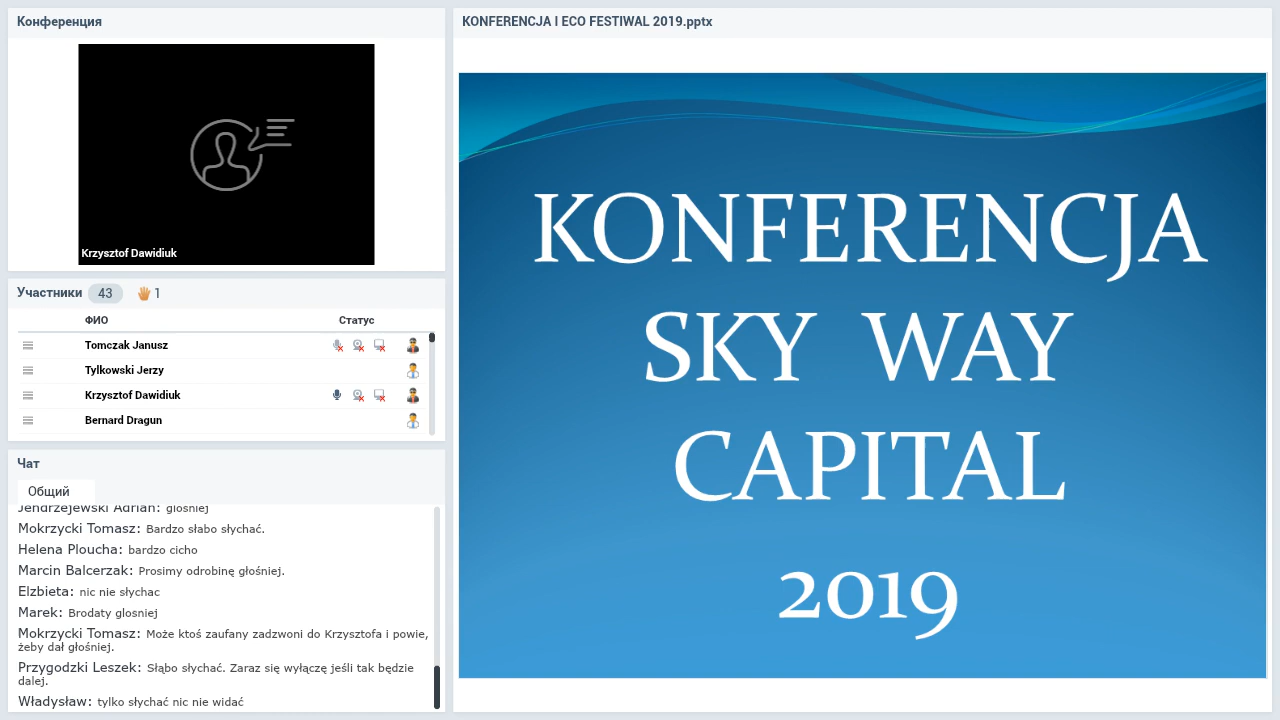 Конференция
Krzysztof Dawidiuk
Участники 43 1
ФИО Статус
Tomczak Janusz
Tylkowski Jerzy
Krzysztof Dawidiuk
Bernard Dragun
Чат
Общий
Jendrzejewski Adrian: głośniej
Mokrzycki Tomasz: Bardzo słabo słychać.
Helena Ploucha: bardzo cicho
Marcin Balcerzak: Prosimy odrobinę głośniej.
Elzbieta: nic nie słychac
Marek: Brodaty glosniej
Mokrzycki Tomasz: Może ktoś zaufany zadzwoni do Krzysztofa i powie,
żeby dał głośniej.
Przygodzki Leszek: Słąbo słychać. Zaraz się wyłączę jeśli tak będzie
dalej.
Władysław: tylko słychać nic nie widać
KONFERENCJA I ECO FESTIWAL 2019.pptx
KONFERENCJA
SKY WAY
CAPITAL
2019